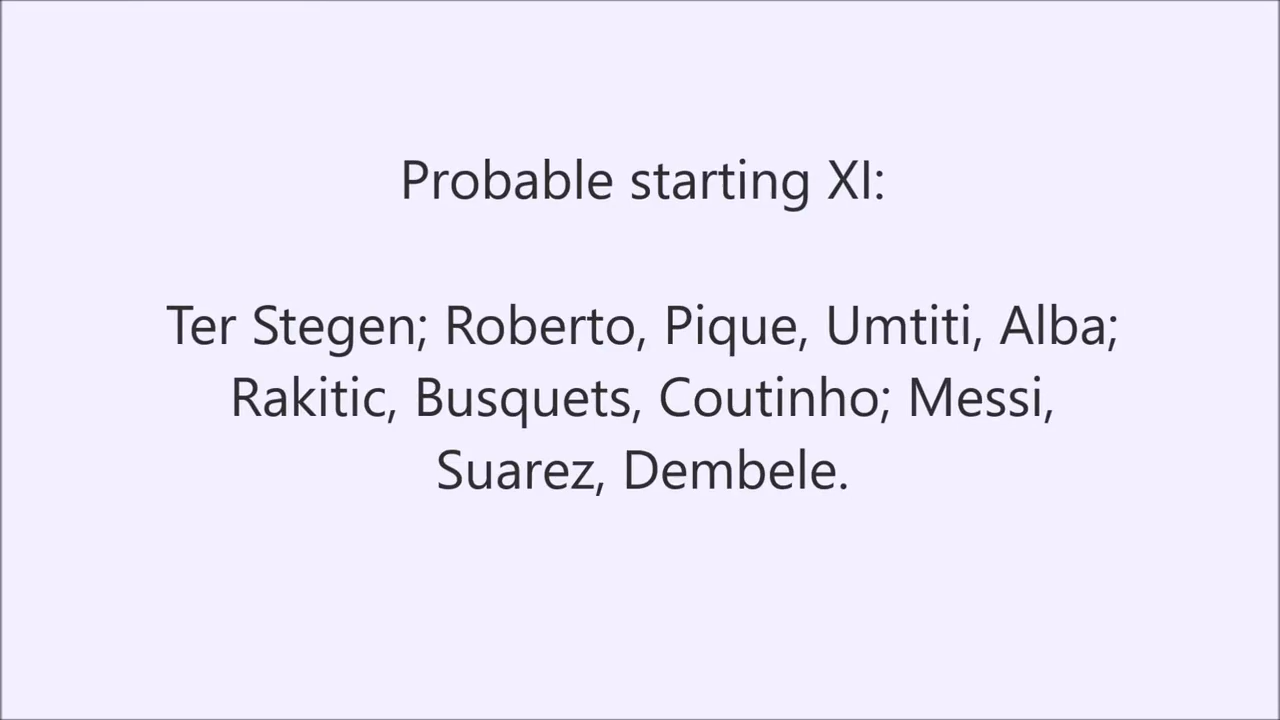 Probable starting XI:
Ter Stegen; Roberto, Pique, Umtiti, Alba;
Rakitic, Busquets, Coutinho; Messi,
Suarez, Dembele.